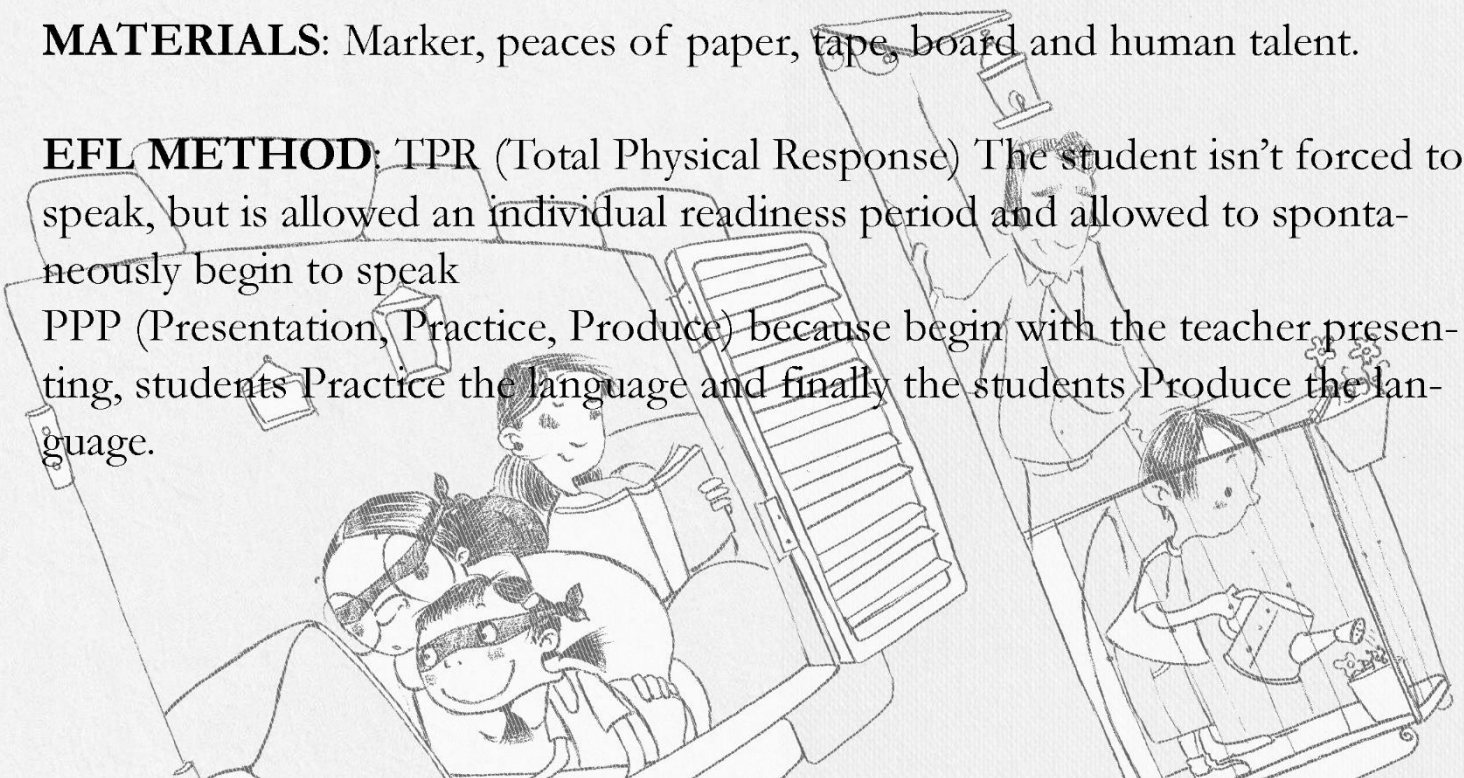 MATERIALS: Marker, peaces of paper, tape, board and human talent.
EFL METHOD: TPR (Total Physical Response) The student isn’t forced to
speak, but is allowed an individual readiness period and allowed to sponta-
neously begin to speak
PPP (Presentation, Practice, Produce) because begin with the teacher presen-
ting, students Practice the language and finally the students Produce the lan-
guage.